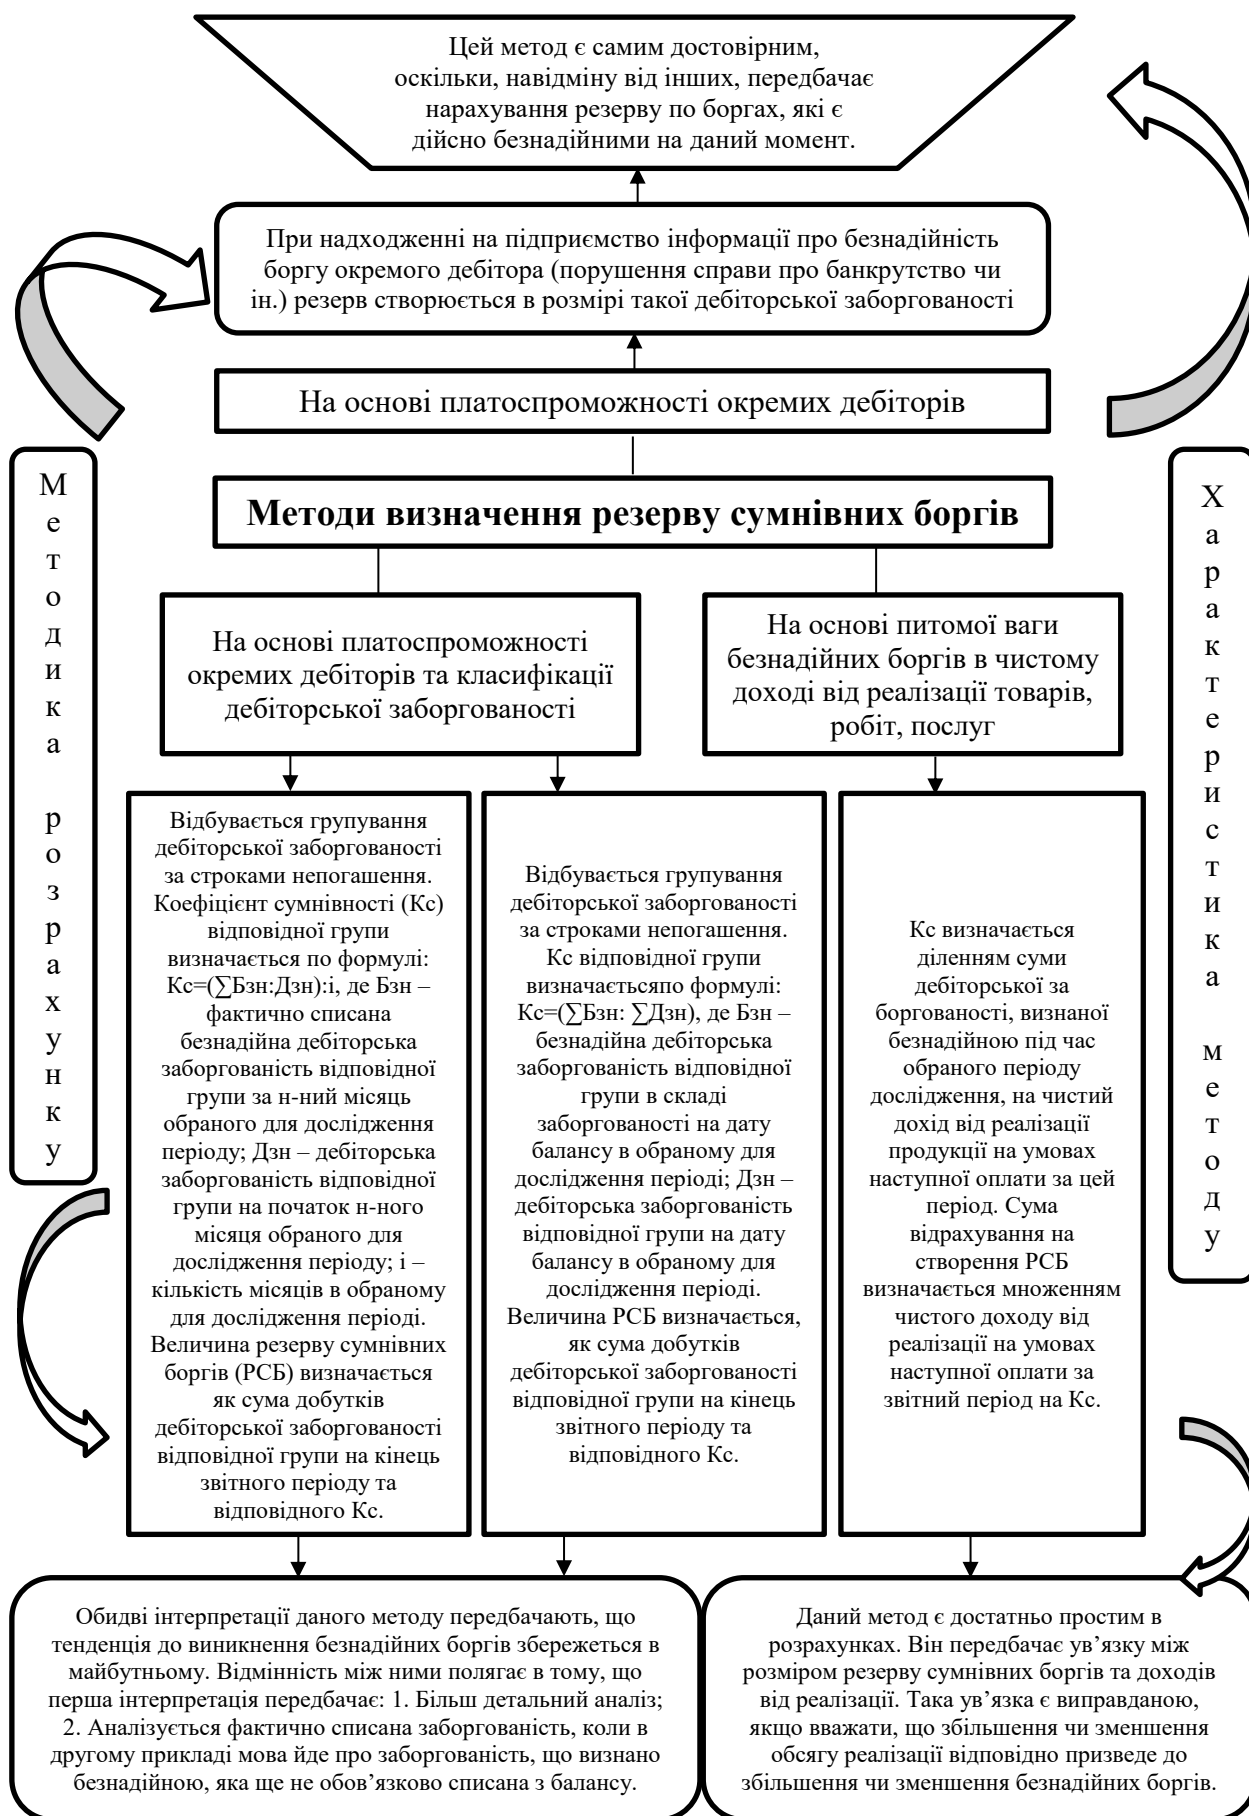 Цей метод є самим достовірним,
оскільки, навідміну від інших, передбачає
нарахування резерву по боргах, які є
дійсно безнадійними на даний момент.
При надходженні на підприємство інформації про безнадійність
боргу окремого дебітора (порушення справи про банкрутство чи
ін.) резерв створюється в розмірі такої дебіторської заборгованості
На основі платоспроможності окремих дебіторів
Методика розрахунку
Методи визначення резерву сумнівних боргів
Характеристика методу
На основі платоспроможності
окремих дебіторів та класифікації
дебіторської заборгованості
На основі питомої ваги
безнадійних боргів в чистому
доході від реалізації товарів,
робіт, послуг
Відбувається групування
дебіторської заборгованості
за строками непогашення.
Коефіцієнт сумнівності (Кс)
відповідної групи
визначається по формулі:
Кс=(∑Бзн:Дзн):і, де Бзн –
фактично списана
безнадійна дебіторська
заборгованість відповідної
групи за н-ний місяць
обраного для дослідження
періоду; Дзн – дебіторська
заборгованість відповідної
групи на початок н-ного
місяця обраного для
дослідження періоду; і –
кількість місяців в обраному
для дослідження періоді.
Величина резерву сумнівних
боргів (РСБ) визначається
як сума добутків
дебіторської заборгованості
відповідної групи на кінець
звітного періоду та
відповідного Кс.
Відбувається групування
дебіторської заборгованості
за строками непогашення.
Кс відповідної групи
визначаєтьсяпо формулі:
Кс=(∑Бзн: ∑Дзн), де Бзн –
безнадійна дебіторська
заборгованість відповідної
групи в складі
заборгованості на дату
балансу в обраному для
дослідження періоді; Дзн –
дебіторська заборгованість
відповідної групи на дату
балансу в обраному для
дослідження періоді.
Величина РСБ визначається,
як сума добутків
дебіторської заборгованості
відповідної групи на кінець
звітного періоду та
відповідного Кс.
Кс визначається
діленням суми
дебіторської за
боргованості, визнаної
безнадійною під час
обраного періоду
дослідження, на чистий
дохід від реалізації
продукції на умовах
наступної оплати за цей
період. Сума
відрахування на
створення РСБ
визначається множенням
чистого доходу від
реалізації на умовах
наступної оплати за
звітний період на Кс.
Обидві інтерпретації даного методу передбачають, що
тенденція до виникнення безнадійних боргів збережеться в
майбутньому. Відмінність між ними полягає в тому, що
перша інтерпретація передбачає: 1. Більш детальний аналіз;
2. Аналізується фактично списана заборгованість, коли в
другому прикладі мова йде про заборгованість, що визнано
безнадійною, яка ще не обов’язково списана з балансу.
Даний метод є достатньо простим в
розрахунках. Він передбачає ув’язку між
розміром резерву сумнівних боргів та доходів
від реалізації. Така ув’язка є виправданою,
якщо вважати, що збільшення чи зменшення
обсягу реалізації відповідно призведе до
збільшення чи зменшення безнадійних боргів.